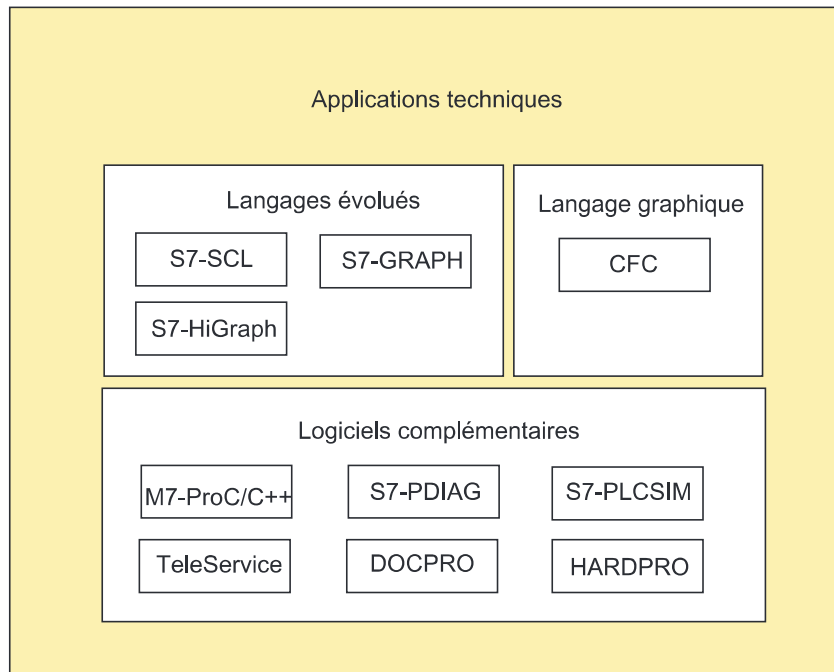 Applications techniques
Langages évolués
S7-SCL
S7-GRAPH
S7-HiGraph
Langage graphique
CFC
Logiciels complémentaires
M7-ProC/C++
S7-PDIAG
S7-PLCSIM
TeleService
DOCPRO
HARDPRO